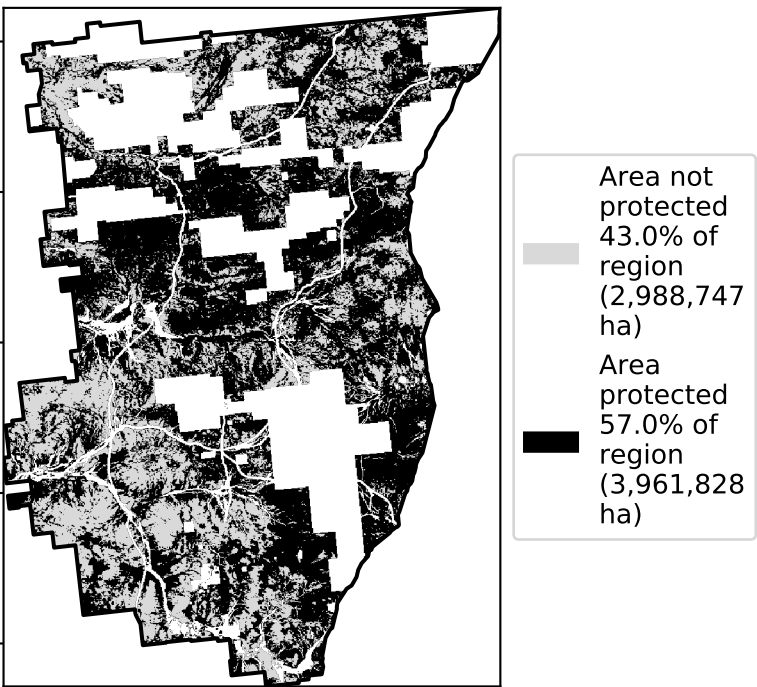 Area not
protected
43.0% of
region
(2,988,747
ha)
Area
protected
57.0% of
region
(3,961,828
ha)